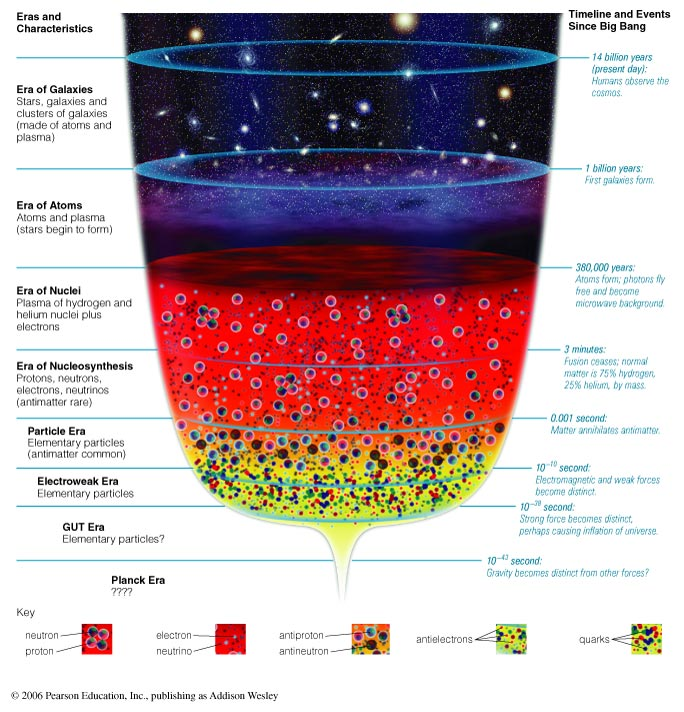 Eras and
Characteristics
Timeline and Events
Since Big Bang
14 billion years
(present day):
Humans observe the
cosmos.
Era of Galaxies
Stars, galaxies and
clusters of galaxies
(made of atoms and
plasma)
1 billion years:
First galaxies form.
Era of Atoms
Atoms and plasma
(stars begin to form)
380,000 years:
Atoms form; photons fly
free and become
microwave background.
Era of Nuclei
Plasma of hydrogen and
helium nuclei plus
electrons
3 minutes:
Fusion ceases; normal
matter is 75% hydrogen,
25% helium, by mass.
Era of Nucleosynthesis
Protons, neutrons,
electrons, neutrinos
(antimatter rare)
0.001 second:
Matter annihilates antimatter.
Particle Era
Elementary particles
(antimatter common)
10⁻¹⁰ second:
Electromagnetic and weak forces
become distinct.
Electroweak Era
Elementary particles
10⁻³⁸ second:
Strong force becomes distinct,
perhaps causing inflation of universe.
GUT Era
Elementary particles?
10⁻⁴³ second:
Gravity becomes distinct from other forces?
Planck Era
????
Key
neutron
proton
electron
neutrino
antiproton
antineutron
antielectrons
quarks
© 2006 Pearson Education, Inc., publishing as Addison Wesley